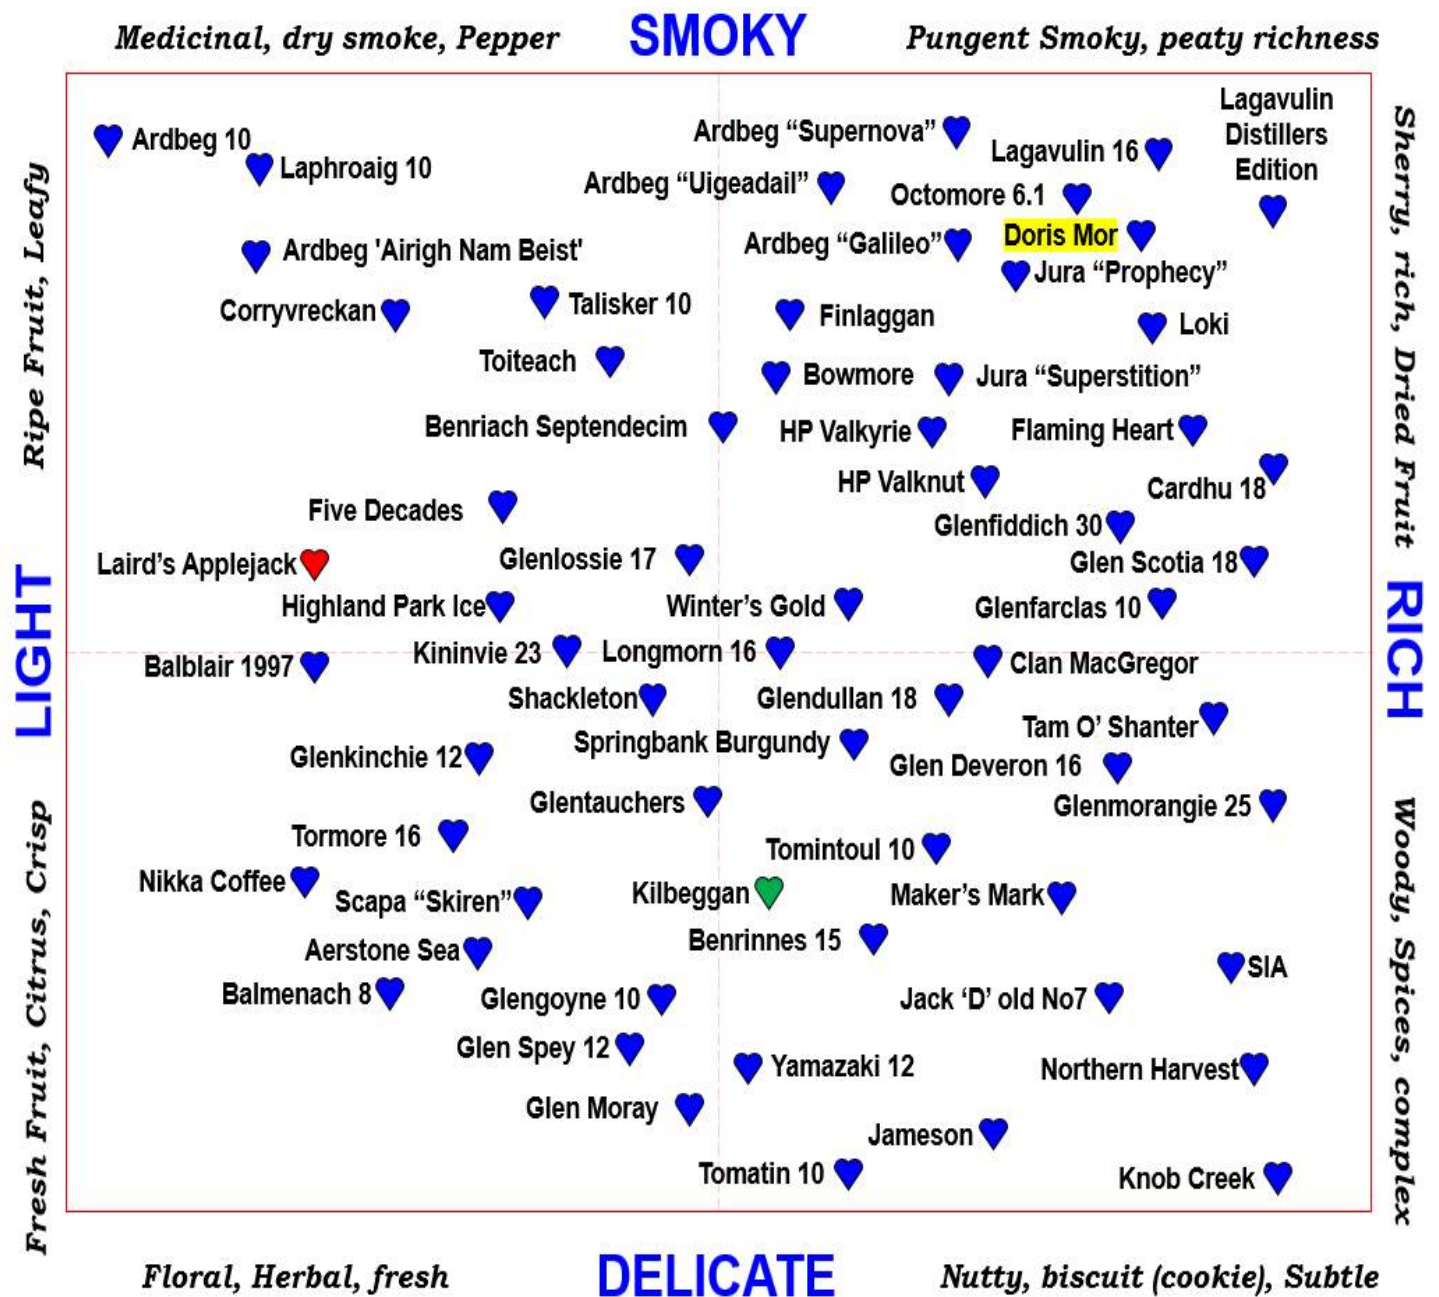 Medicinal, dry smoke, Pepper
SMOKY
Pungent Smoky, peaty richness
Ripe Fruit, Leafy
LIGHT
Fresh Fruit, Citrus, Crisp
Sherry, rich, Dried Fruit
RICH
Woody, Spices, complex
Lagavulin
Distillers
Edition
Ardbeg 10
Ardbeg “Supernova”
Lagavulin 16
Laphroaig 10
Ardbeg “Uigeadail”
Octomore 6.1
Doris Mor
Ardbeg 'Airigh Nam Beist'
Ardbeg “Galileo”
Jura “Prophecy”
Corryvreckan
Talisker 10
Finlaggan
Loki
Toiteach
Bowmore
Jura “Superstition”
Benriach Septendecim
HP Valkyrie
Flaming Heart
HP Valknut
Cardhu 18
Five Decades
Glenfiddich 30
Laird’s Applejack
Glenlossie 17
Glen Scotia 18
Highland Park Ice
Winter’s Gold
Glenfarclas 10
Balblair 1997
Kininvie 23
Longmorn 16
Clan MacGregor
Shackleton
Glendullan 18
Tam O’ Shanter
Glenkinchie 12
Springbank Burgundy
Glen Deveron 16
Glentauchers
Glenmorangie 25
Tormore 16
Tomintoul 10
Nikka Coffee
Scapa “Skiren”
Kilbeggan
Maker’s Mark
Aerstone Sea
Benrinnes 15
SIA
Balmenach 8
Glengoyne 10
Jack ‘D’ old No7
Glen Spey 12
Yamazaki 12
Northern Harvest
Glen Moray
Jameson
Tomatin 10
Knob Creek
Floral, Herbal, fresh
DELICATE
Nutty, biscuit (cookie), Subtle